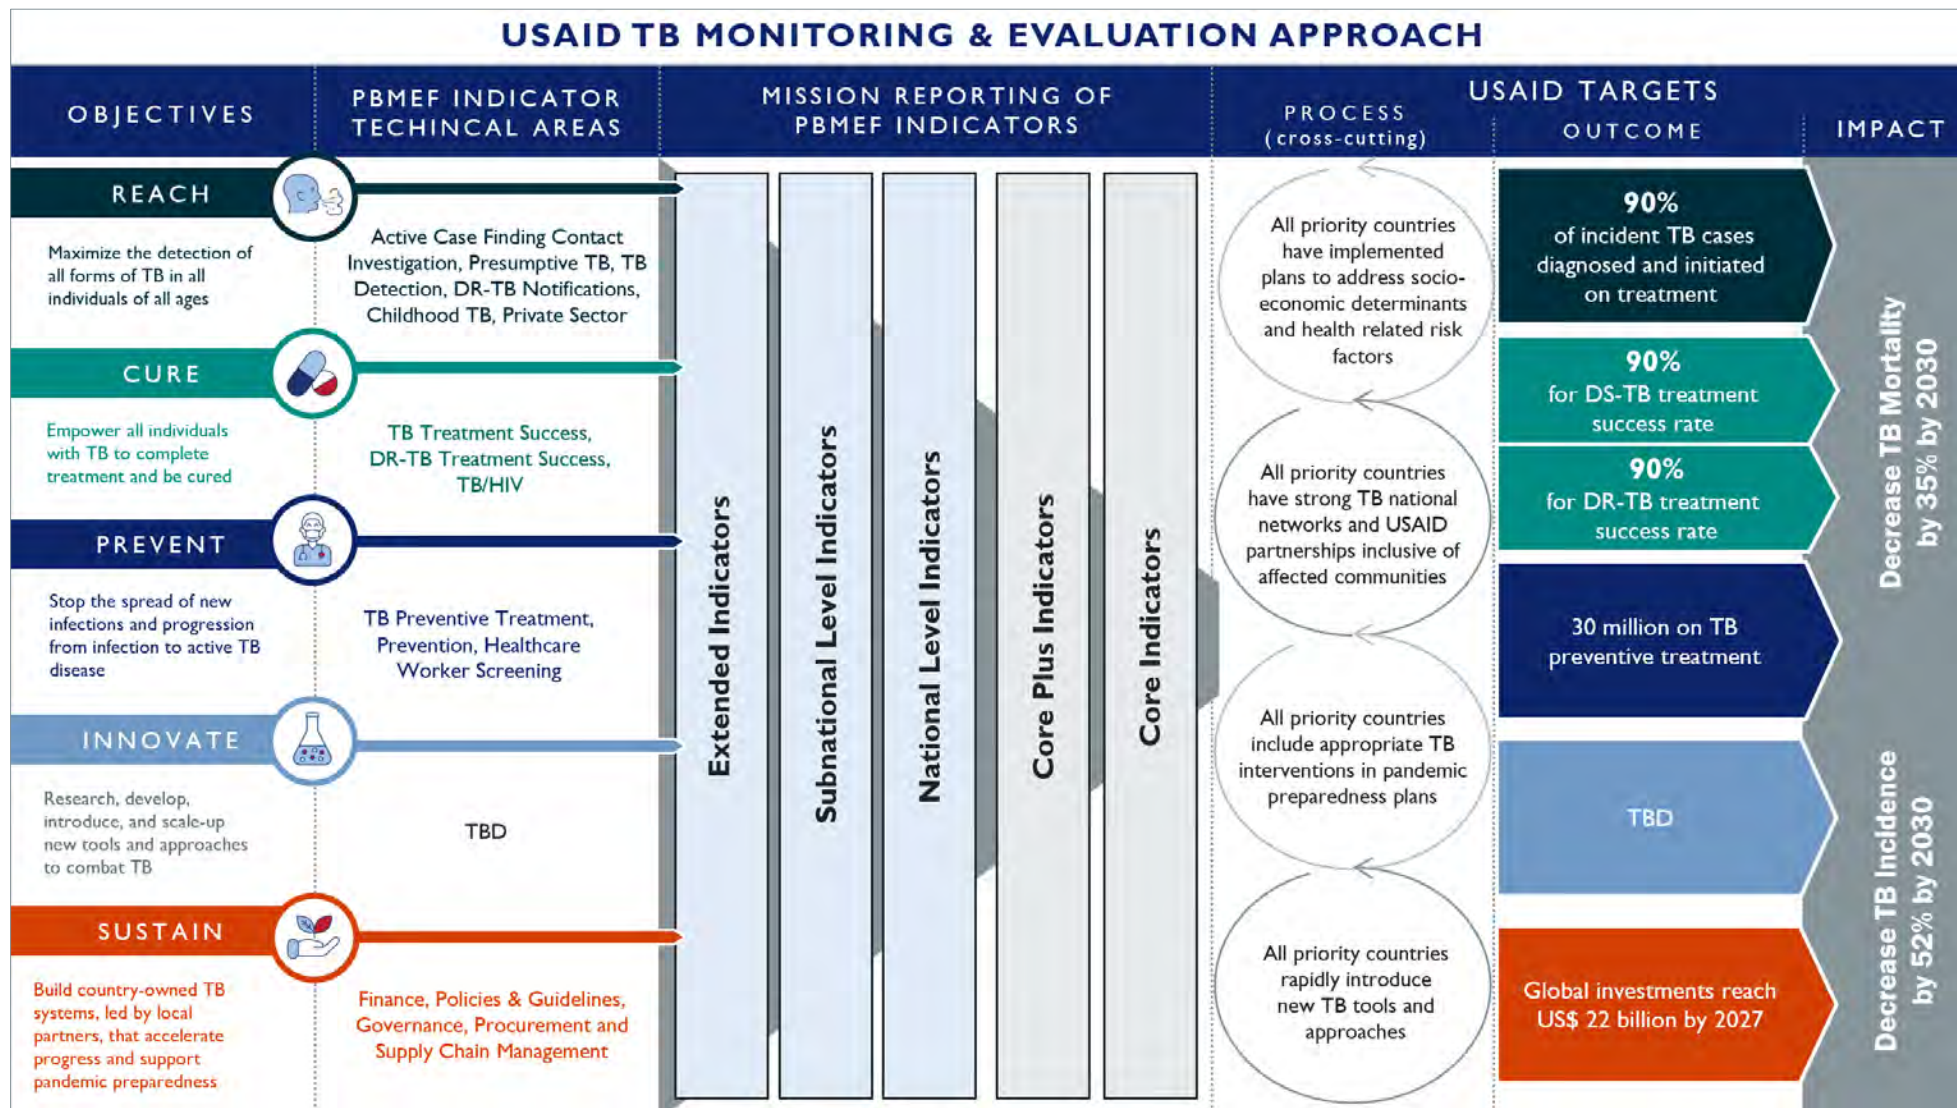 USAID TB MONITORING & EVALUATION APPROACH
OBJECTIVES
PBMEF INDICATOR
TECHINCAL AREAS
MISSION REPORTING OF
PBMEF INDICATORS
USAID TARGETS
PROCESS
(cross-cutting)
OUTCOME
IMPACT
REACH
Maximize the detection of
all forms of TB in all
individuals of all ages
Active Case Finding Contact
Investigation, Presumptive TB, TB
Detection, DR-TB Notifications,
Childhood TB, Private Sector
CURE
Empower all individuals
with TB to complete
treatment and be cured
TB Treatment Success,
DR-TB Treatment Success,
TB/HIV
PREVENT
Stop the spread of new
infections and progression
from infection to active TB
disease
TB Preventive Treatment,
Prevention, Healthcare
Worker Screening
INNOVATE
Research, develop,
introduce, and scale-up
new tools and approaches
to combat TB
TBD
SUSTAIN
Build country-owned TB
systems, led by local
partners, that accelerate
progress and support
pandemic preparedness
Finance, Policies & Guidelines,
Governance, Procurement and
Supply Chain Management
Extended Indicators
Subnational Level Indicators
National Level Indicators
Core Plus Indicators
Core Indicators
All priority countries
have implemented
plans to address socio-
economic determinants
and health related risk
factors
All priority countries
have strong TB national
networks and USAID
partnerships inclusive of
affected communities
All priority countries
include appropriate TB
interventions in pandemic
preparedness plans
All priority countries
rapidly introduce
new TB tools and
approaches
90%
of incident TB cases
diagnosed and initiated
on treatment
90%
for DS-TB treatment
success rate
90%
for DR-TB treatment
success rate
30 million on TB
preventive treatment
TBD
Global investments reach
US$ 22 billion by 2027
Decrease TB Mortality
by 35% by 2030
Decrease TB Incidence
by 52% by 2030